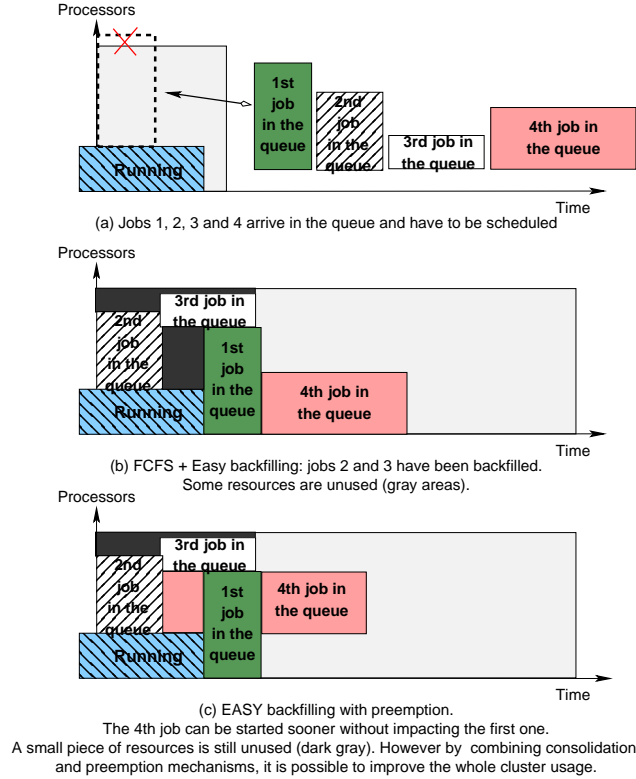 Processors
1st
job
in the
queue
2nd
job
in the
queue
3rd job
in the queue
4th job in
the queue
Running
Time
(a) Jobs 1, 2, 3 and 4 arrive in the queue and have to be scheduled
Processors
3rd job in
the queue
2nd
job
in the
queue
1st
job
in the
queue
4th job in
the queue
Running
Time
(b) FCFS + Easy backfilling: jobs 2 and 3 have been backfilled.
Some resources are unused (gray areas).
Processors
3rd job in
the queue
2nd
job
in the
queue
1st
job
in the
queue
4th job in
the queue
Running
Time
(c) EASY backfilling with preemption.
The 4th job can be started sooner without impacting the first one.
A small piece of resources is still unused (dark gray). However by combining consolidation
and preemption mechanisms, it is possible to improve the whole cluster usage.